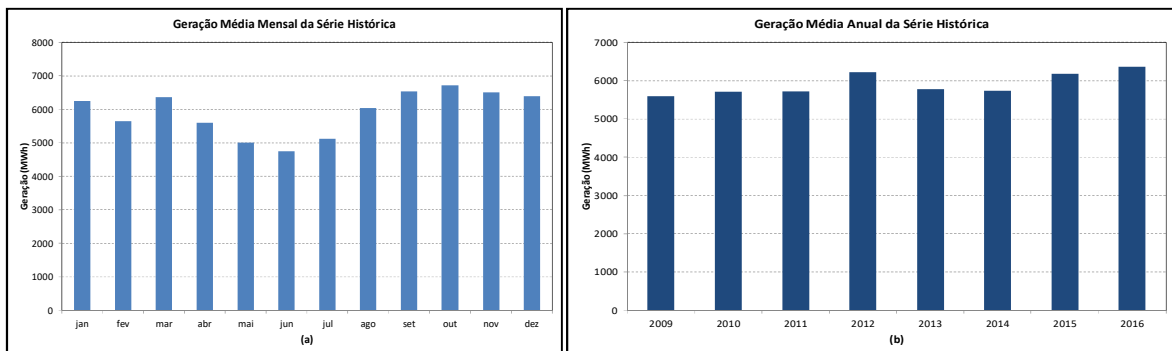 Geração Média Mensal da Série Histórica
Geração (MWh)
8000
7000
6000
5000
4000
3000
2000
1000
0
jan fev mar abr mai jun jul ago set out nov dez
(a)
Geração Média Anual da Série Histórica
Geração (MWh)
7000
6000
5000
4000
3000
2000
1000
0
2009 2010 2011 2012 2013 2014 2015 2016
(b)